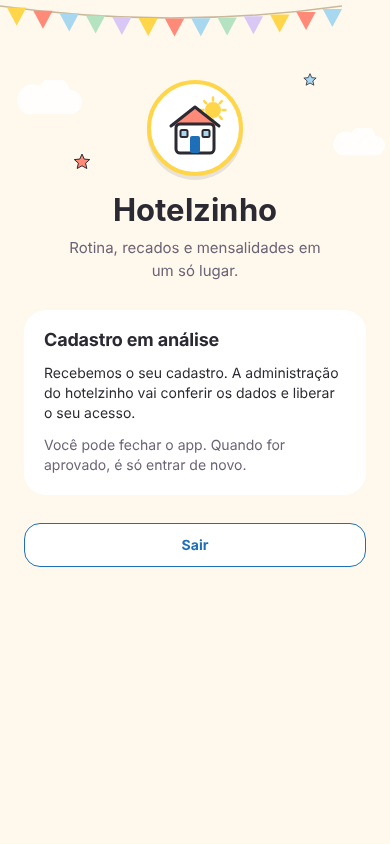 Hotelzinho
Rotina, recados e mensalidades em
um só lugar.
Cadastro em análise
Recebemos o seu cadastro. A administração
do hotelzinho vai conferir os dados e liberar
o seu acesso.
Você pode fechar o app. Quando for
aprovado, é só entrar de novo.
Sair